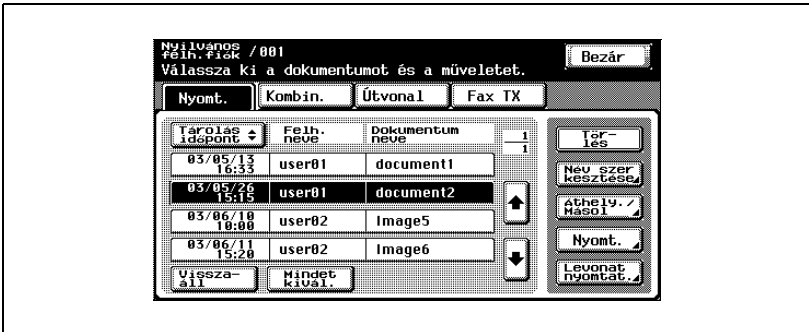 Nyilvános
felh.fiók /001
Válassza ki a dokumentumot és a műveletet.
Bezár
Nyomt. Kombin. Útvonal Fax TX
Tárolás időpont Felh. neve Dokumentum neve 1/1
03/05/13 16:33 user01 document1
03/05/26 15:15 user01 document2
03/06/10 10:00 user02 Image5
03/06/11 15:20 user02 Image6
Vissza-
áll
Mindet
kivál.
Tör-
lés
Név szer
kesztése
Áthely./
Másol
Nyomt.
Levonat
nyomtat.